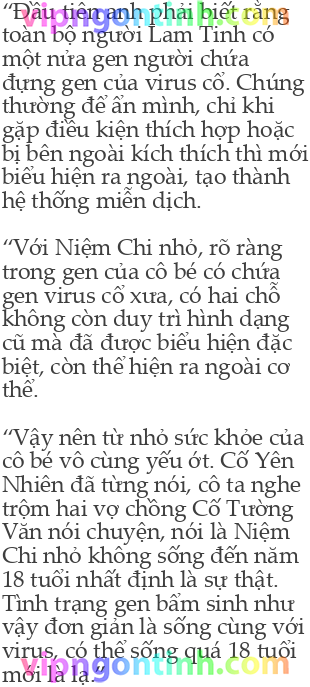 “Đầu tiên anh phải biết rằng
toàn bộ người Lam Tinh có
một nửa gen người chứa
đựng gen của virus cổ. Chúng
thường để ẩn mình, chỉ khi
gặp điều kiện thích hợp hoặc
bị bên ngoài kích thích thì mới
biểu hiện ra ngoài, tạo thành
hệ thống miễn dịch.
“Với Niệm Chi nhỏ, rõ ràng
trong gen của cô bé có chứa
gen virus cổ xưa, có hai chỗ
không còn duy trì hình dạng
cũ mà đã được biểu hiện đặc
biệt, còn thể hiện ra ngoài cơ
thể.
“Vậy nên từ nhỏ sức khỏe của
cô bé vô cùng yếu ớt. Cố Yên
Nhiên đã từng nói, cô ta nghe
trộm hai vợ chồng Cố Tường
Văn nói chuyện, nói là Niệm
Chi nhỏ không sống đến năm
18 tuổi nhất định là sự thật.
Tình trạng gen bẩm sinh như
vậy đơn giản là sống cùng với
virus, có thể sống quá 18 tuổi
mới là lạ.”
vipngontinh.com
vipngontinh.com